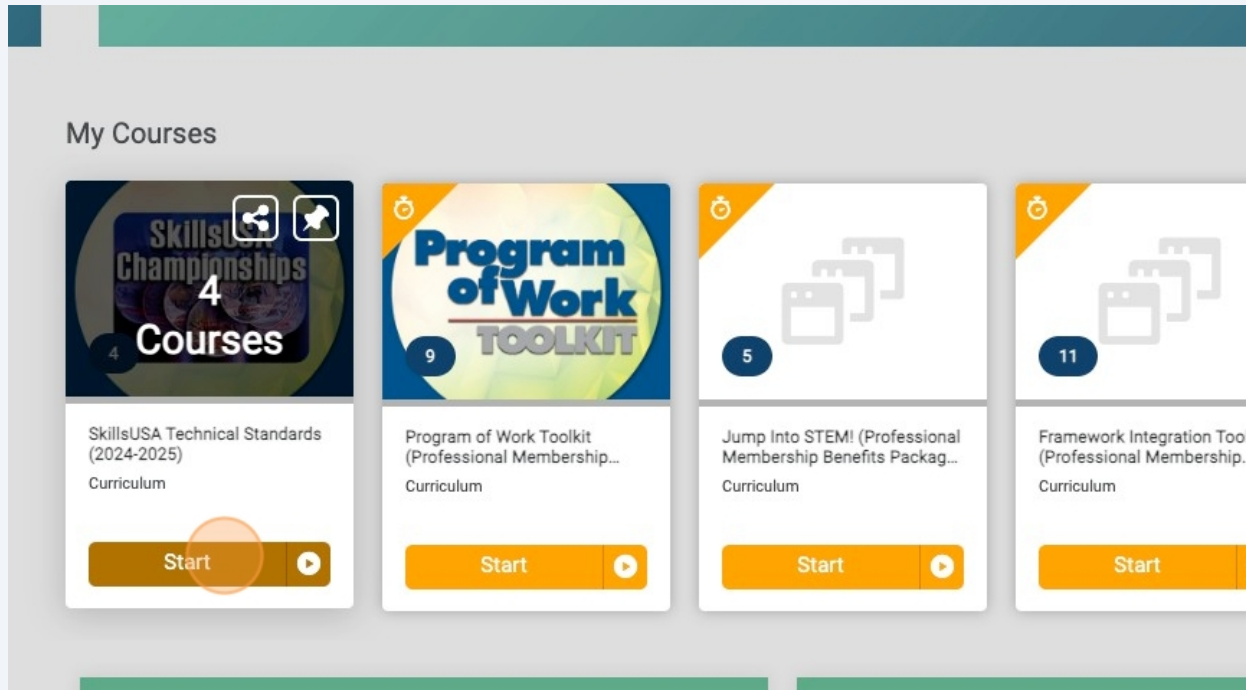 My Courses
SkillsUSA
Championships
4
Courses
4
SkillsUSA Technical Standards
(2024-2025)
Curriculum
Start
Program
of Work
TOOLKIT
9
Program of Work Toolkit
(Professional Membership...
Curriculum
Start
5
Jump Into STEM! (Professional
Membership Benefits Packag...
Curriculum
Start
11
Framework Integration Tool
(Professional Membership.
Curriculum
Start